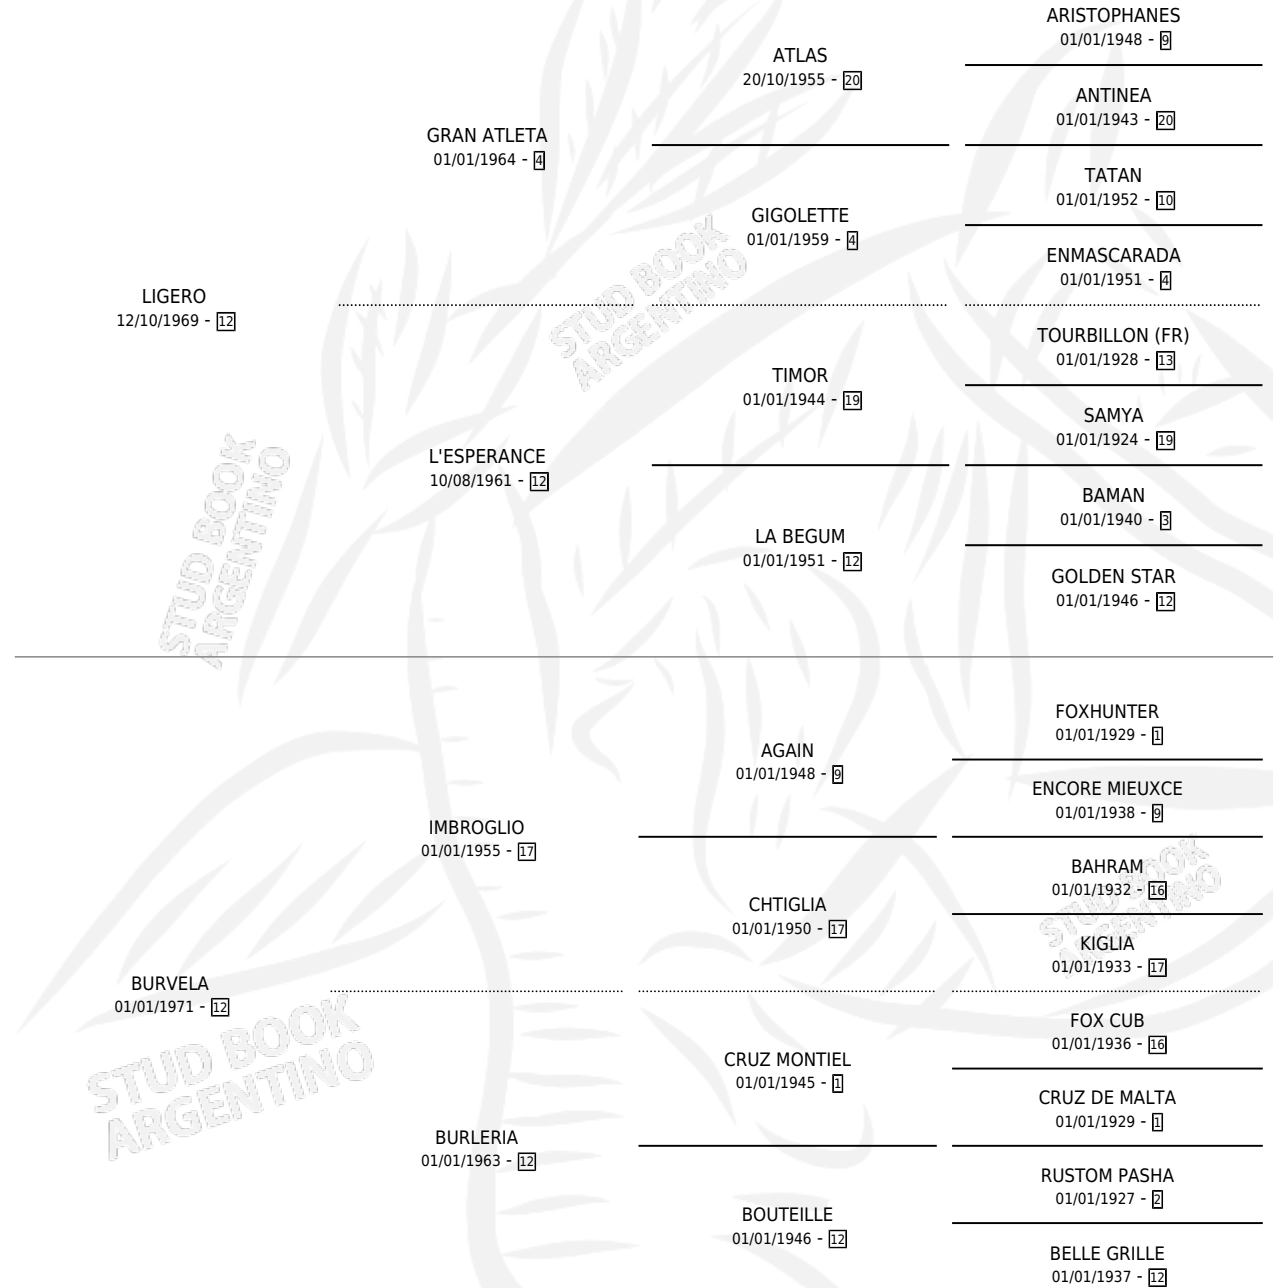 ARISTOPHANES
01/01/1948 - 9
ATLAS
20/10/1955 - 20
ANTINEA
01/01/1943 - 20
GRAN ATLETA
01/01/1964 - 4
TATAN
01/01/1952 - 10
GIGOLETTE
01/01/1959 - 4
ENMASCARADA
01/01/1951 - 4
LIGERO
12/10/1969 - 12
STUD BOOK
ARGENTINO
TOURBILLON (FR)
01/01/1928 - 13
TIMOR
01/01/1944 - 19
SAMYA
01/01/1924 - 19
L'ESPERANCE
10/08/1961 - 12
BAMAN
01/01/1940 - 3
LA BEGUM
01/01/1951 - 12
GOLDEN STAR
01/01/1946 - 12
STUD BOOK
ARGENTINO
FOXHUNTER
01/01/1929 - 1
AGAIN
01/01/1948 - 9
ENCORE MIEUXCE
01/01/1938 - 9
IMBROGLIO
01/01/1955 - 17
BAHRAM
01/01/1932 - 16
CHTIGLIA
01/01/1950 - 17
STUD BOOK
ARGENTINO
KIGLIA
01/01/1933 - 17
BURVELA
01/01/1971 - 12
FOX CUB
01/01/1936 - 16
CRUZ MONTIEL
01/01/1945 - 1
CRUZ DE MALTA
01/01/1929 - 1
STUD BOOK
ARGENTINO
BURLERIA
01/01/1963 - 12
RUSTOM PASHA
01/01/1927 - 2
BOUTEILLE
01/01/1946 - 12
BELLE GRILLE
01/01/1937 - 12